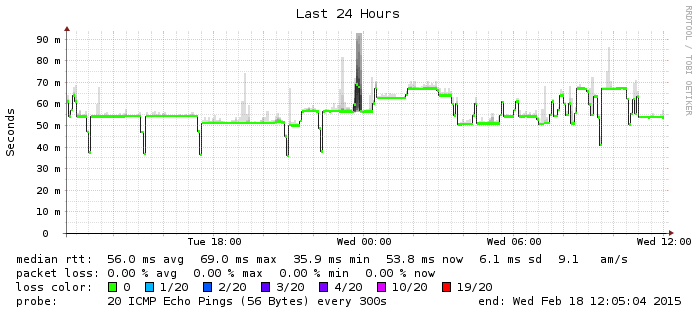 Last 24 Hours
RRDTOOL / TOBI OETIKER
Seconds
90 m
80 m
70 m
60 m
50 m
40 m
30 m
20 m
10 m
0
Tue 18:00 Wed 00:00 Wed 06:00 Wed 12:00
median rtt: 56.0 ms avg 69.0 ms max 35.9 ms min 53.8 ms now 6.1 ms sd 9.1 am/s
packet loss: 0.00 % avg 0.00 % max 0.00 % min 0.00 % now
loss color: 0 1/20 2/20 3/20 4/20 10/20 19/20
probe: 20 ICMP Echo Pings (56 Bytes) every 300s end: Wed Feb 18 12:05:04 2015